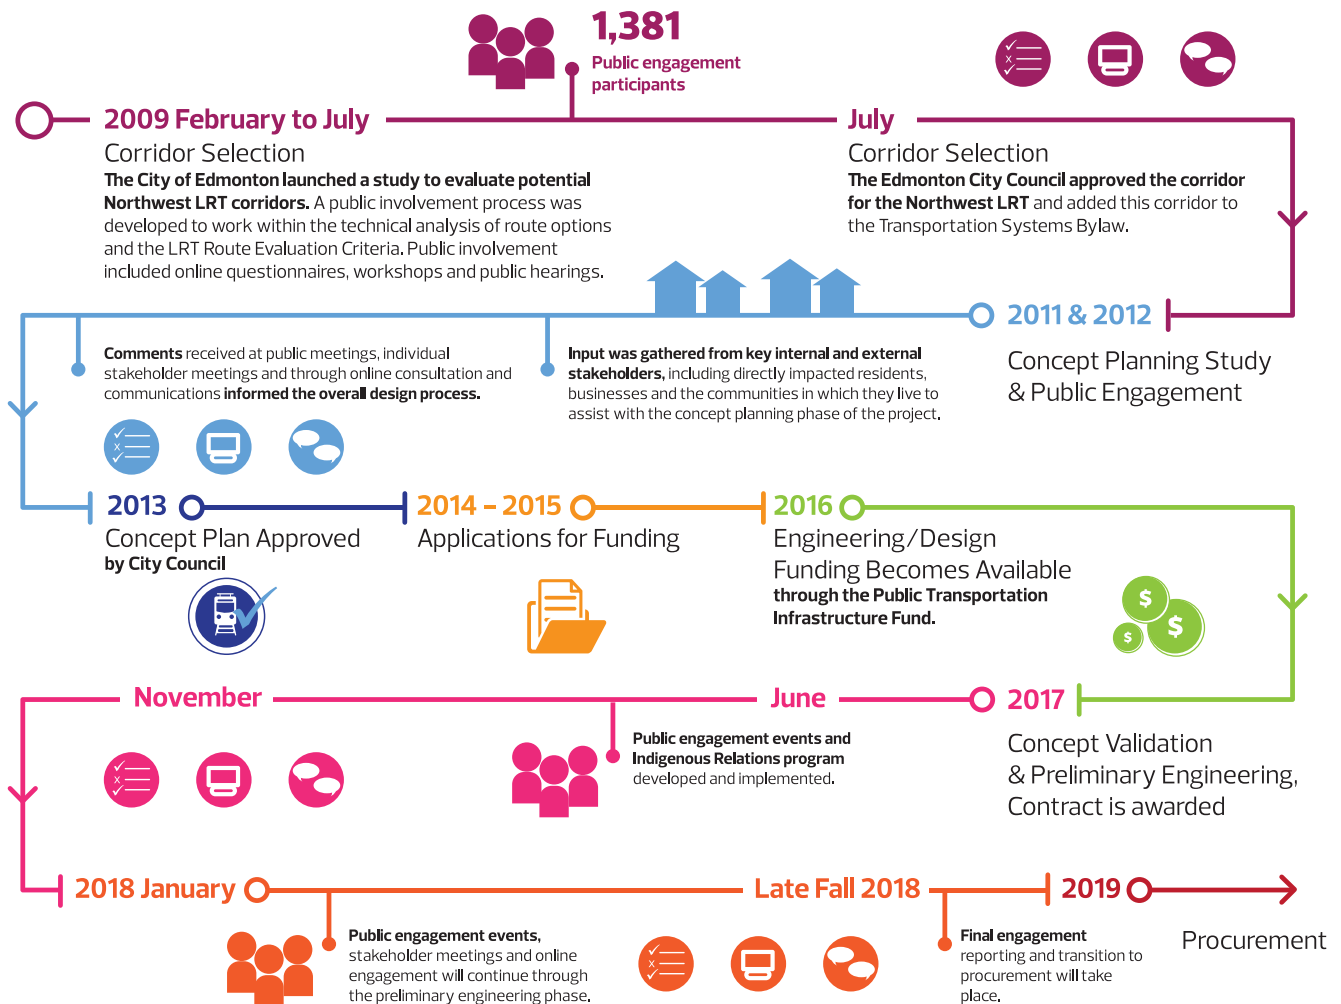 1,381
Public engagement
participants
2009 February to July
Corridor Selection
The City of Edmonton launched a study to evaluate potential
Northwest LRT corridors. A public involvement process was
developed to work within the technical analysis of route options
and the LRT Route Evaluation Criteria. Public involvement
included online questionnaires, workshops and public hearings.
July
Corridor Selection
The Edmonton City Council approved the corridor
for the Northwest LRT and added this corridor to
the Transportation Systems Bylaw.
2011 & 2012
Concept Planning Study
& Public Engagement
Input was gathered from key internal and external
stakeholders, including directly impacted residents,
businesses and the communities in which they live to
assist with the concept planning phase of the project.
Comments received at public meetings, individual
stakeholder meetings and through online consultation and
communications informed the overall design process.
2013
Concept Plan Approved
by City Council
2014 – 2015
Applications for Funding
2016
Engineering/Design
Funding Becomes Available
through the Public Transportation
Infrastructure Fund.
$
$
$
2017
Concept Validation
& Preliminary Engineering,
Contract is awarded
June
Public engagement events and
Indigenous Relations program
developed and implemented.
November
2018 January
Public engagement events,
stakeholder meetings and online
engagement will continue through
the preliminary engineering phase.
Late Fall 2018
Final engagement
reporting and transition to
procurement will take
place.
2019
Procurement